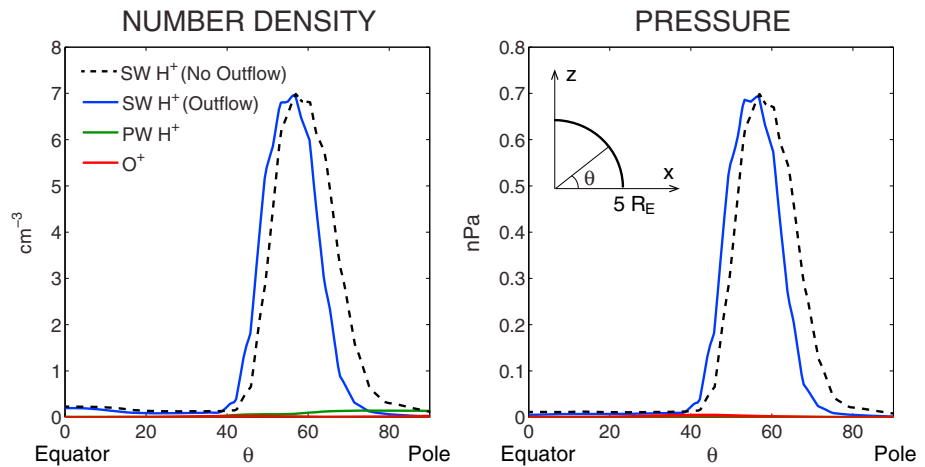 NUMBER DENSITY
8
7
6
5
4
3
2
1
0
cm⁻³
SW H⁺ (No Outflow)
SW H⁺ (Outflow)
PW H⁺
O⁺
0 20 40 60 80
Equator θ Pole
PRESSURE
0.8
0.7
0.6
0.5
0.4
0.3
0.2
0.1
0
nPa
z
x
θ
5 R_E
0 20 40 60 80
Equator θ Pole